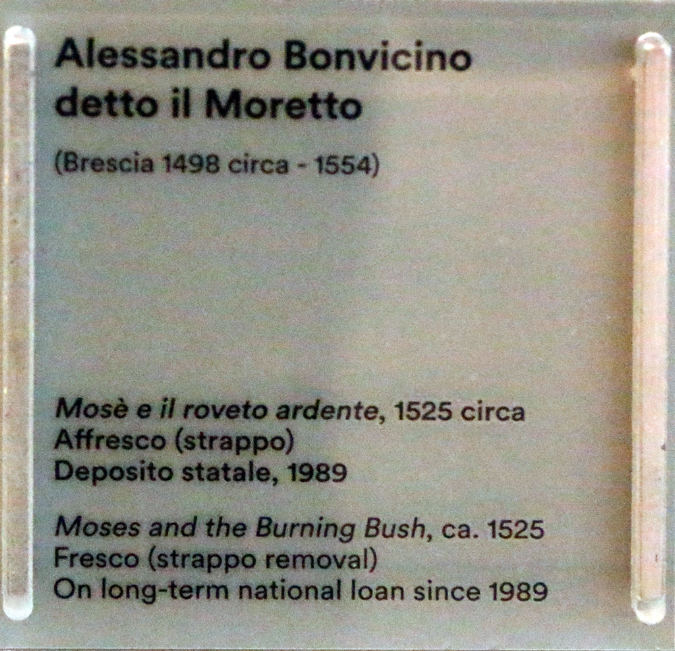 Alessandro Bonvicino
detto il Moretto
(Brescia 1498 circa - 1554)
Mosè e il roveto ardente, 1525 circa
Affresco (strappo)
Deposito statale, 1989
Moses and the Burning Bush, ca. 1525
Fresco (strappo removal)
On long-term national loan since 1989